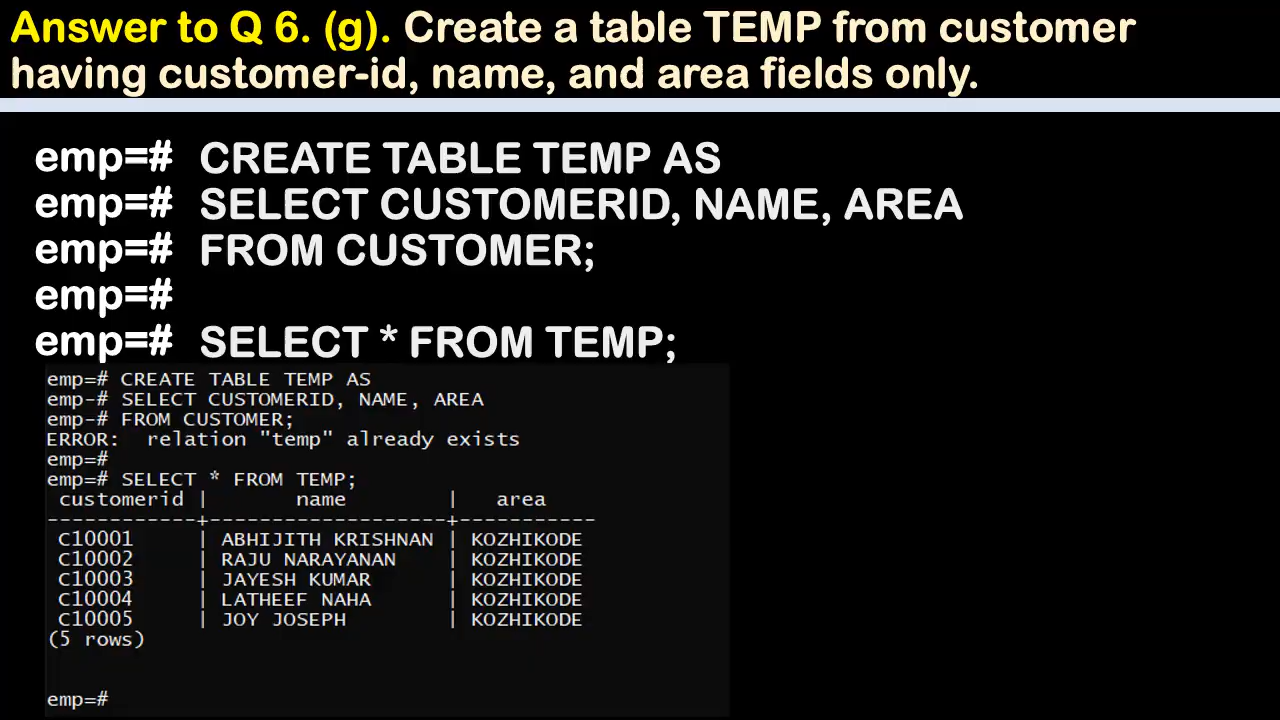 Answer to Q 6. (g). Create a table TEMP from customer
having customer-id, name, and area fields only.
emp=# CREATE TABLE TEMP AS
emp=# SELECT CUSTOMERID, NAME, AREA
emp=# FROM CUSTOMER;
emp=#
emp=# SELECT * FROM TEMP;
emp=# CREATE TABLE TEMP AS
emp-# SELECT CUSTOMERID, NAME, AREA
emp-# FROM CUSTOMER;
ERROR:  relation "temp" already exists
emp=#
emp=# SELECT * FROM TEMP;
 customerid |       name        |   area
------------+-------------------+-----------
 c10001     | ABHIJITH KRISHNAN | KOZHIKODE
 c10002     | RAJU NARAYANAN    | KOZHIKODE
 c10003     | JAYESH KUMAR      | KOZHIKODE
 c10004     | LATHEEF NAHA      | KOZHIKODE
 c10005     | JOY JOSEPH        | KOZHIKODE
(5 rows)
emp=#